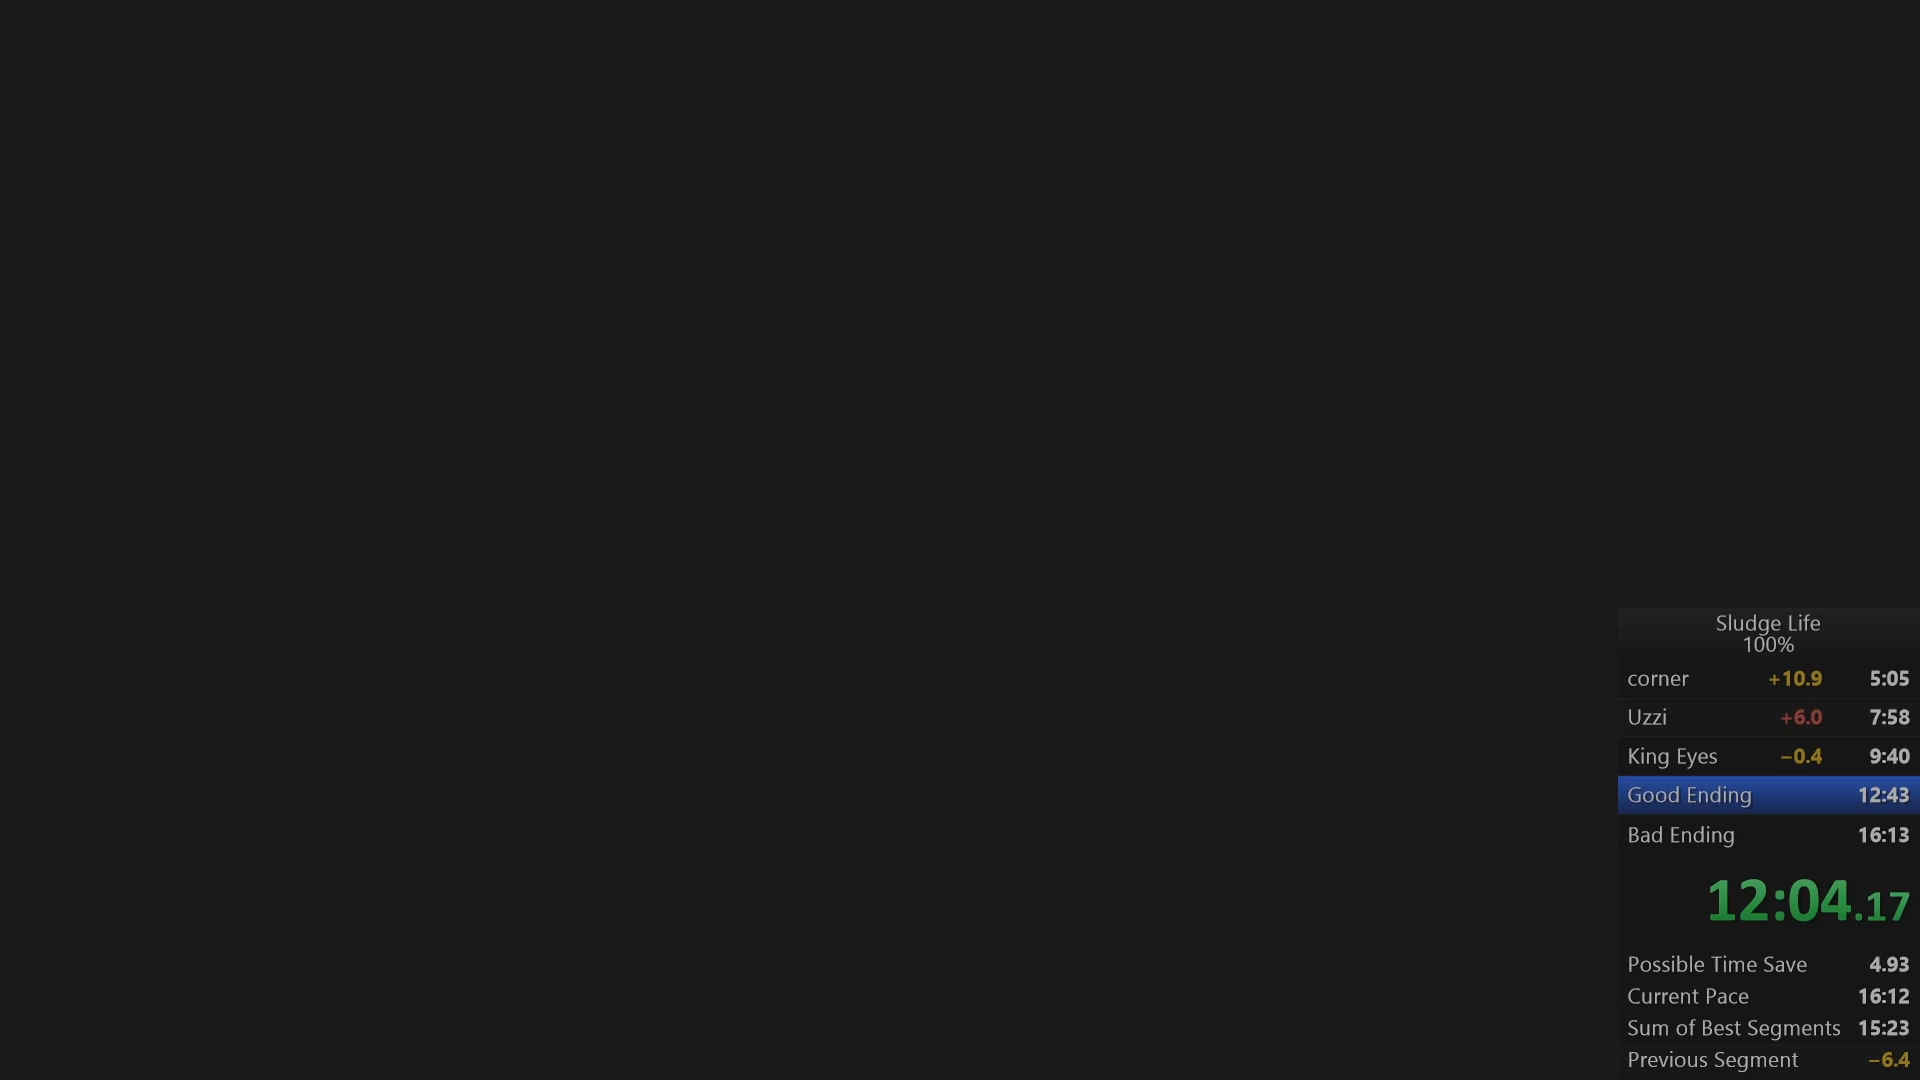 Sludge Life
100%
corner +10.9 5:05
Uzzi +6.0 7:58
King Eyes −0.4 9:40
Good Ending 12:43
Bad Ending 16:13
12:04.17
Possible Time Save 4.93
Current Pace 16:12
Sum of Best Segments 15:23
Previous Segment −6.4